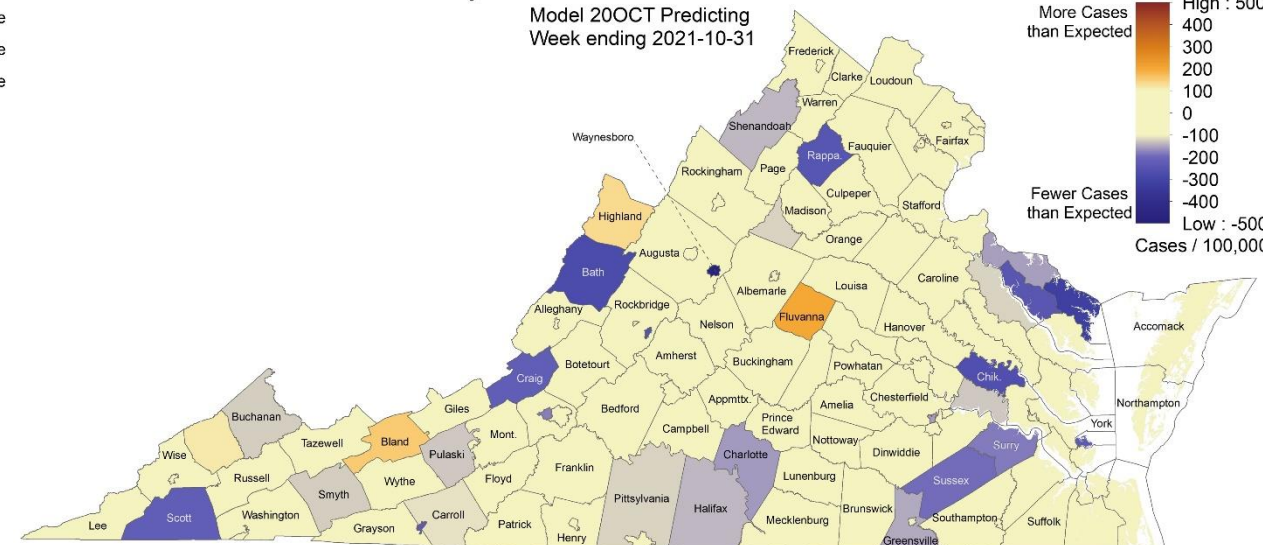 e
e
e
Model 20OCT Predicting
Week ending 2021-10-31
More Cases
than Expected
Fewer Cases
than Expected
High : 500
400
300
200
100
0
-100
-200
-300
-400
Low : -500
Cases / 100,000
Frederick
Clarke
Loudoun
Warren
Shenandoah
Fairfax
Waynesboro
Rappa.
Fauquier
Rockingham
Page
Culpeper
Stafford
Madison
Highland
Orange
Augusta
Caroline
Bath
Albemarle
Louisa
Rockbridge
Alleghany
Fluvanna
Nelson
Hanover
Accomack
Amherst
Buckingham
Botetourt
Powhatan
Craig
Chik.
Chesterfield
Appmttx.
Amelia
Northampton
Giles
Bedford
Buchanan
Prince
Edward
York
Campbell
Mont.
Bland
Tazewell
Nottoway
Dinwiddie
Surry
Pulaski
Charlotte
Wise
Franklin
Russell
Wythe
Floyd
Lunenburg
Sussex
Smyth
Pittsylvania
Halifax
Brunswick
Carroll
Washington
Scott
Southampton
Mecklenburg
Suffolk
Lee
Grayson
Patrick
Henry
Greensville